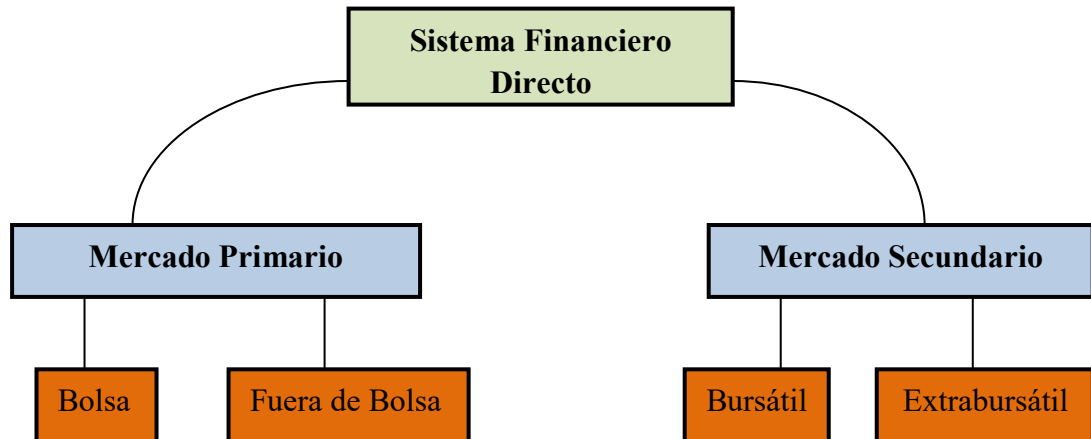 Sistema Financiero
Directo
Mercado Primario
Mercado Secundario
Bolsa
Fuera de Bolsa
Bursátil
Extrabursátil